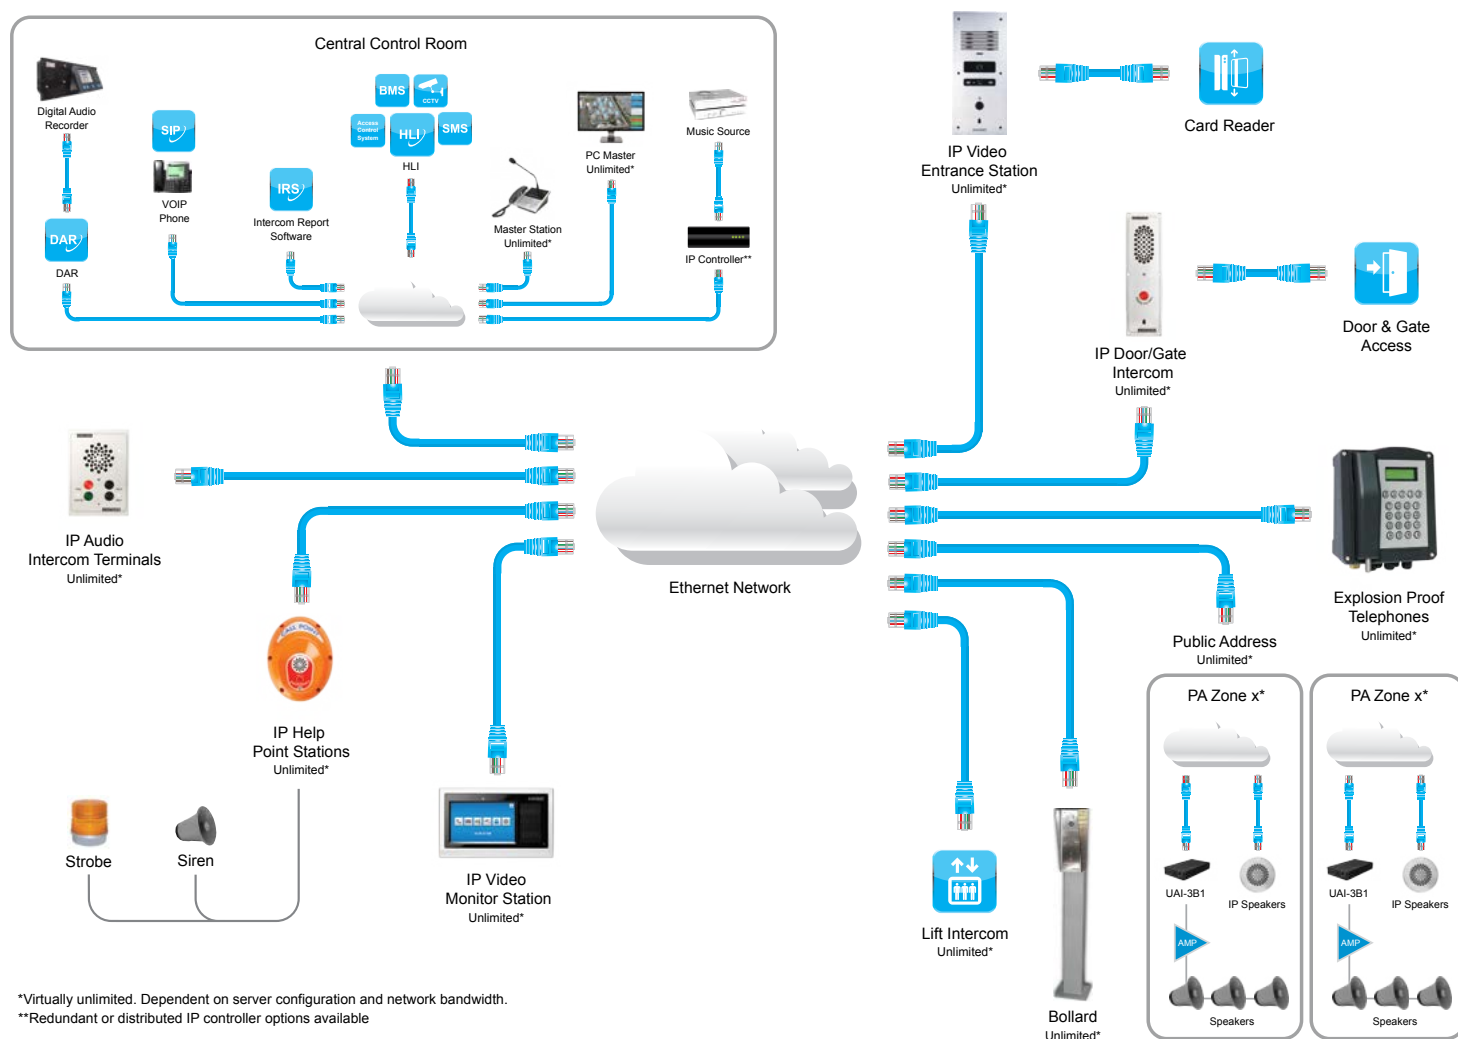 Central Control Room
Digital Audio
Recorder
SIP
VOIP
Phone
DAR
DAR
IRS
Intercom Report
Software
BMS
CCTV
Access
Control
System
HLI
SMS
HLI
Master Station
Unlimited*
PC Master
Unlimited*
Music Source
IP Controller**
IP Video
Entrance Station
Unlimited*
Card Reader
IP Door/Gate
Intercom
Unlimited*
Door & Gate
Access
IP Audio
Intercom Terminals
Unlimited*
Ethernet Network
Explosion Proof
Telephones
Unlimited*
CALL POINT
IP Help
Point Stations
Unlimited*
Strobe
Siren
IP Video
Monitor Station
Unlimited*
Lift Intercom
Unlimited*
Bollard
Unlimited*
Public Address
Unlimited*
PA Zone x*
UAI-3B1
IP Speakers
AMP
Speakers
PA Zone x*
UAI-3B1
IP Speakers
AMP
Speakers
*Virtually unlimited. Dependent on server configuration and network bandwidth.
**Redundant or distributed IP controller options available